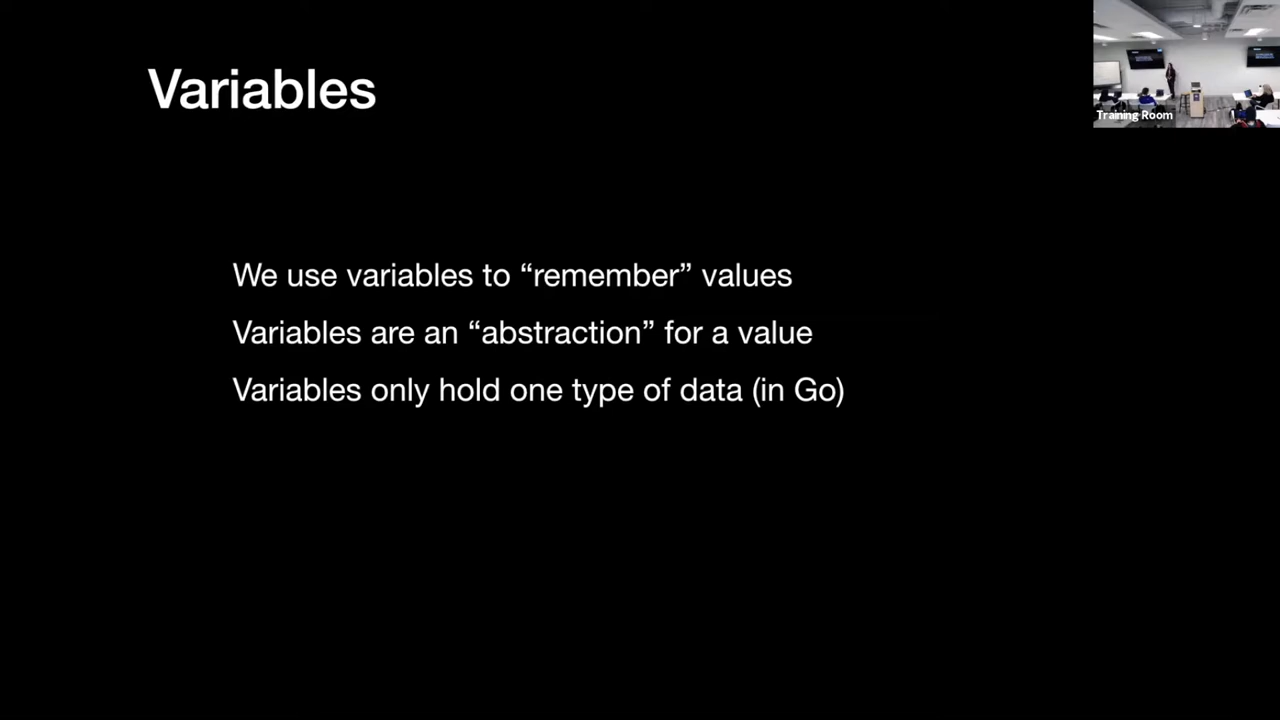 Variables
Training Room
We use variables to “remember” values
Variables are an “abstraction” for a value
Variables only hold one type of data (in Go)